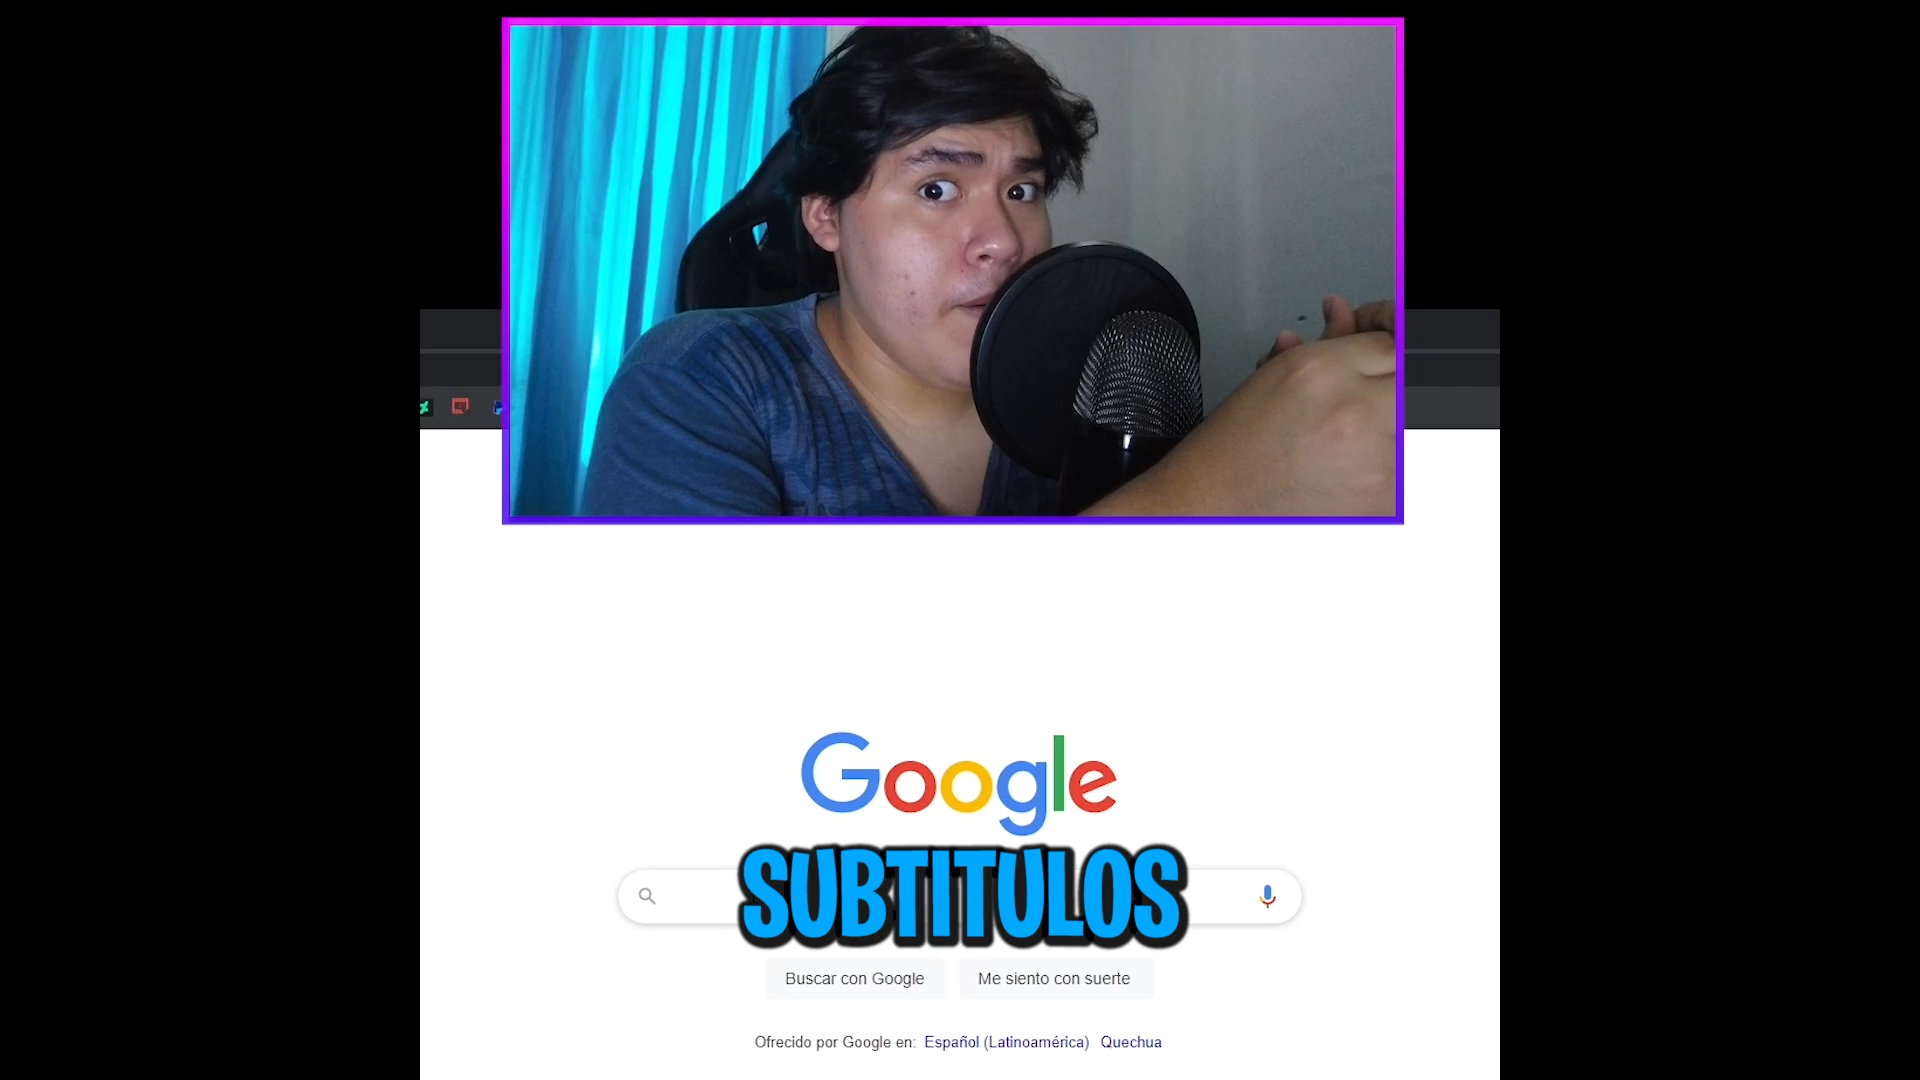 Google
SUBTITULOS
Buscar con Google
Me siento con suerte
Ofrecido por Google en: Español (Latinoamérica) Quechua